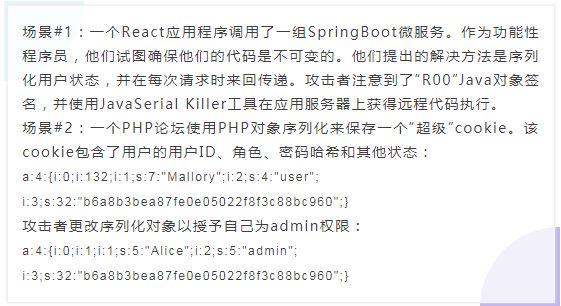 场景#1：一个React应用程序调用了一组SpringBoot微服务。作为功能性
程序员，他们试图确保他们的代码是不可变的。他们提出的解决方法是序列
化用户状态，并在每次请求时来回传递。攻击者注意到了“R00”Java对象签
名，并使用JavaSerial Killer工具在应用服务器上获得远程代码执行。
场景#2：一个PHP论坛使用PHP对象序列化来保存一个“超级”cookie。该
cookie包含了用户的用户ID、角色、密码哈希和其他状态：
a:4:{i:0;i:132;i:1;s:7:"Mallory";i:2;s:4:"user";
i:3;s:32:"b6a8b3bea87fe0e05022f8f3c88bc960";}
攻击者更改序列化对象以授予自己为admin权限：
a:4:{i:0;i:1;i:1;s:5:"Alice";i:2;s:5:"admin";
i:3;s:32:"b6a8b3bea87fe0e05022f8f3c88bc960";}